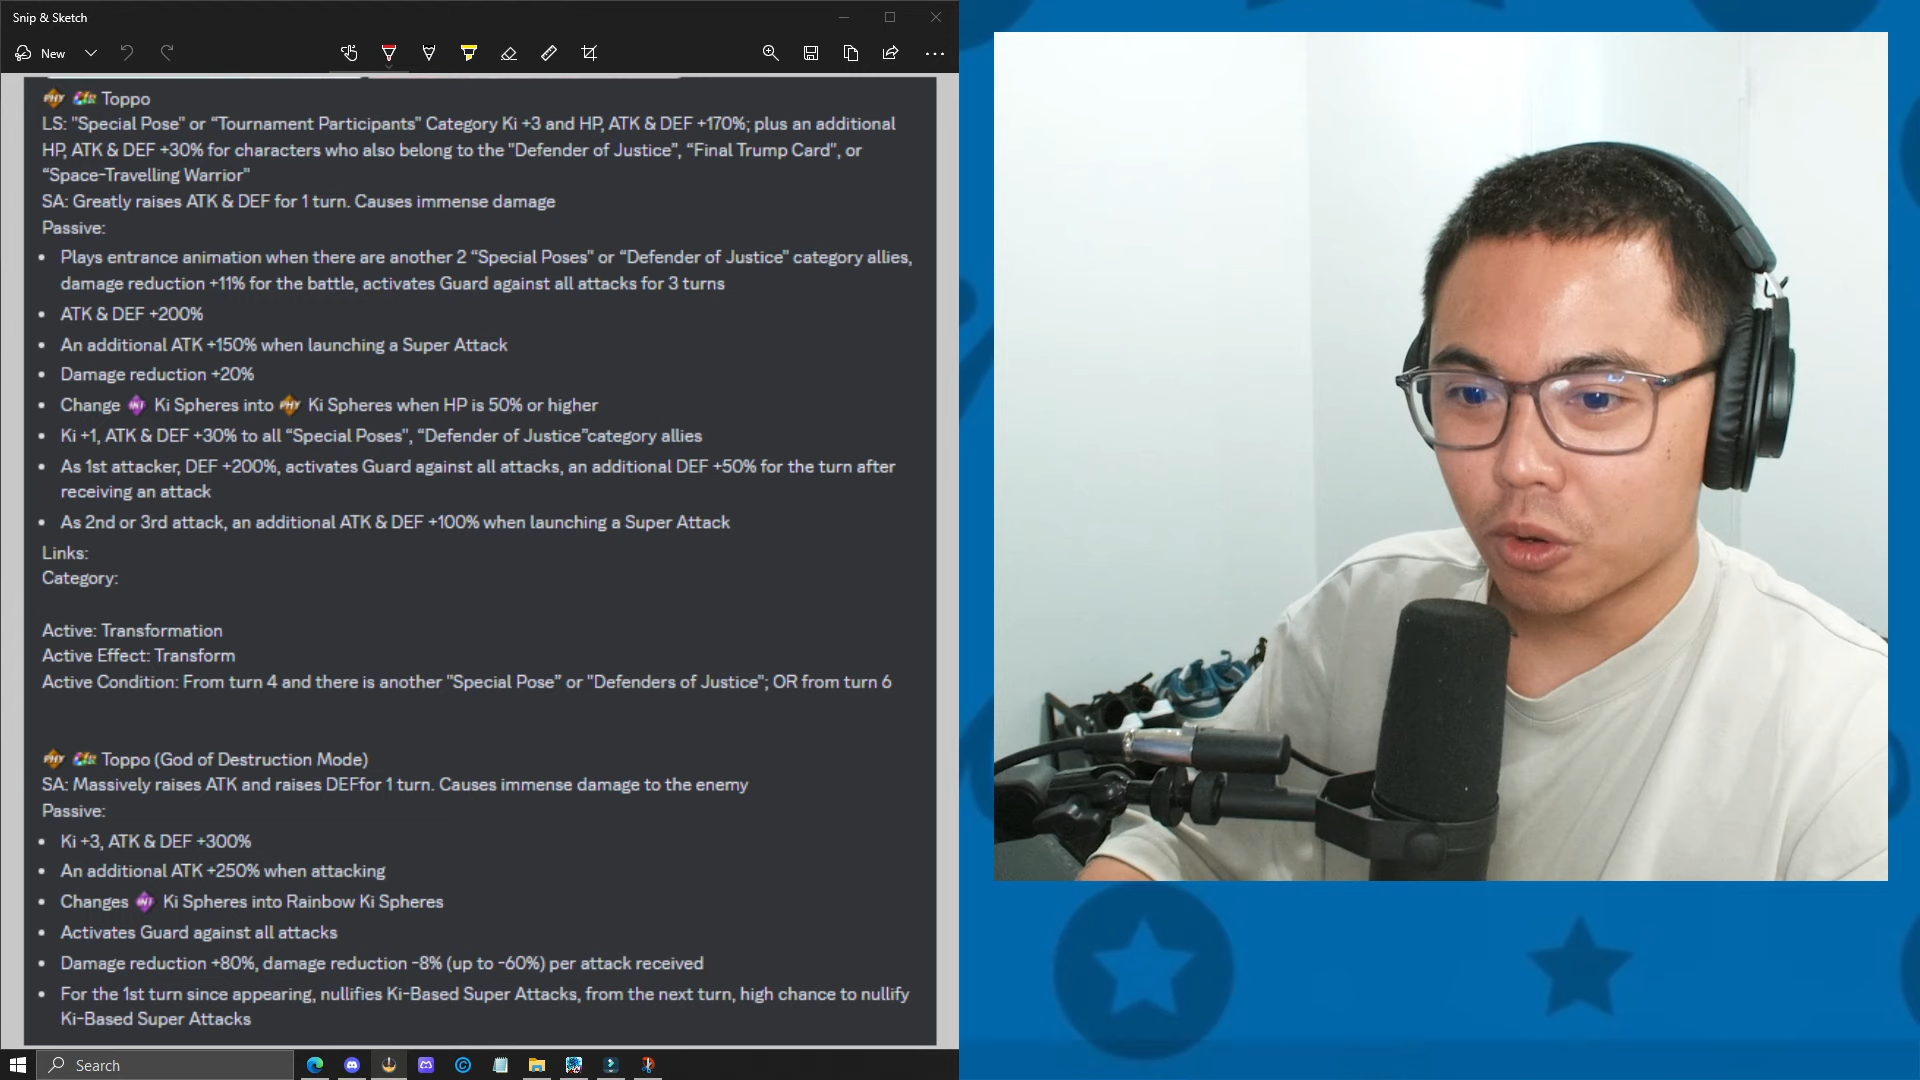 Snip & Sketch
New
PHY LR Toppo
LS: "Special Pose" or “Tournament Participants" Category Ki +3 and HP, ATK & DEF +170%; plus an additional
HP, ATK & DEF +30% for characters who also belong to the "Defender of Justice”, “Final Trump Card", or
“Space-Travelling Warrior"
SA: Greatly raises ATK & DEF for 1 turn. Causes immense damage
Passive:
• Plays entrance animation when there are another 2 “Special Poses" or “Defender of Justice" category allies,
damage reduction +11% for the battle, activates Guard against all attacks for 3 turns
• ATK & DEF +200%
• An additional ATK +150% when launching a Super Attack
• Damage reduction +20%
• Change INT Ki Spheres into PHY Ki Spheres when HP is 50% or higher
• Ki +1, ATK & DEF +30% to all “Special Poses", “Defender of Justice”category allies
• As 1st attacker, DEF +200%, activates Guard against all attacks, an additional DEF +50% for the turn after
receiving an attack
• As 2nd or 3rd attack, an additional ATK & DEF +100% when launching a Super Attack
Links:
Category:
Active: Transformation
Active Effect: Transform
Active Condition: From turn 4 and there is another "Special Pose” or "Defenders of Justice"; OR from turn 6
PHY LR Toppo (God of Destruction Mode)
SA: Massively raises ATK and raises DEFfor 1 turn. Causes immense damage to the enemy
Passive:
• Ki +3, ATK & DEF +300%
• An additional ATK +250% when attacking
• Changes INT Ki Spheres into Rainbow Ki Spheres
• Activates Guard against all attacks
• Damage reduction +80%, damage reduction -8% (up to -60%) per attack received
• For the 1st turn since appearing, nullifies Ki-Based Super Attacks, from the next turn, high chance to nullify
Ki-Based Super Attacks
Search